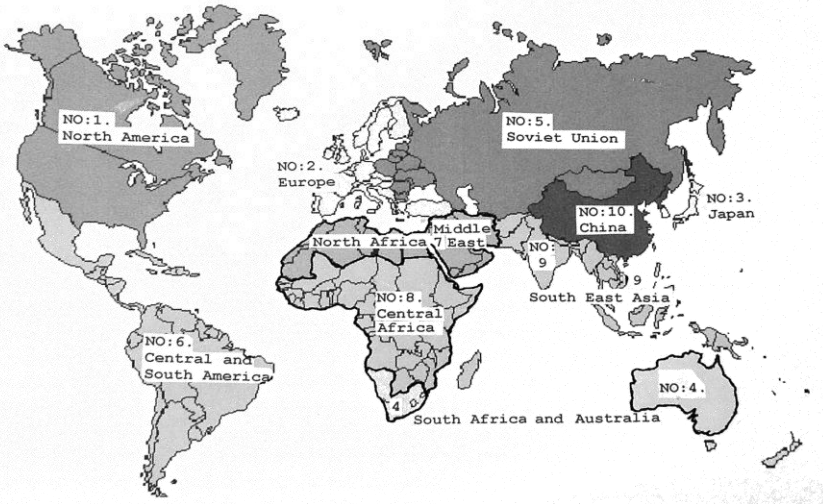 NO:1.
North America
NO:2.
Europe
NO:5.
Soviet Union
NO:3.
Japan
NO:10.
China
North Africa
Middle
7 East
NO:
9
9
South East Asia
NO:8.
Central
Africa
NO:6.
Central and
South America
NO:4.
4
South Africa and Australia